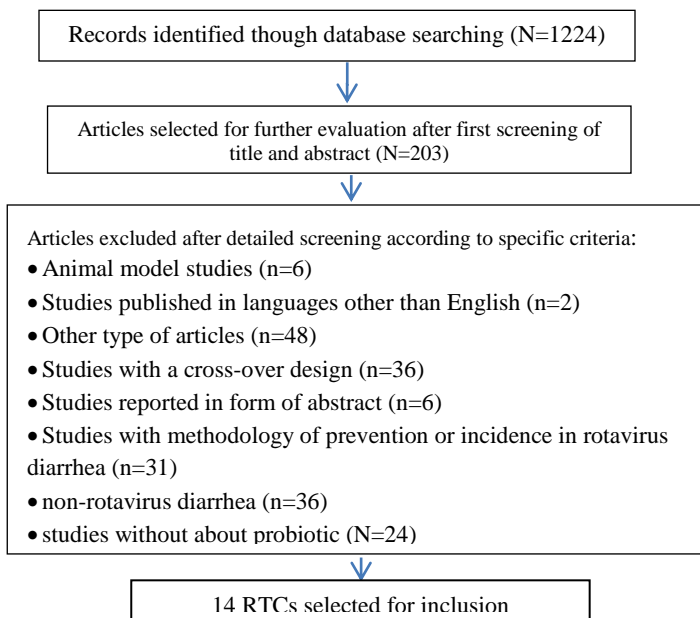 Records identified though database searching (N=1224)
Articles selected for further evaluation after first screening of
title and abstract (N=203)
Articles excluded after detailed screening according to specific criteria:
• Animal model studies (n=6)
• Studies published in languages other than English (n=2)
• Other type of articles (n=48)
• Studies with a cross-over design (n=36)
• Studies reported in form of abstract (n=6)
• Studies with methodology of prevention or incidence in rotavirus
diarrhea (n=31)
• non-rotavirus diarrhea (n=36)
• studies without about probiotic (N=24)
14 RTCs selected for inclusion